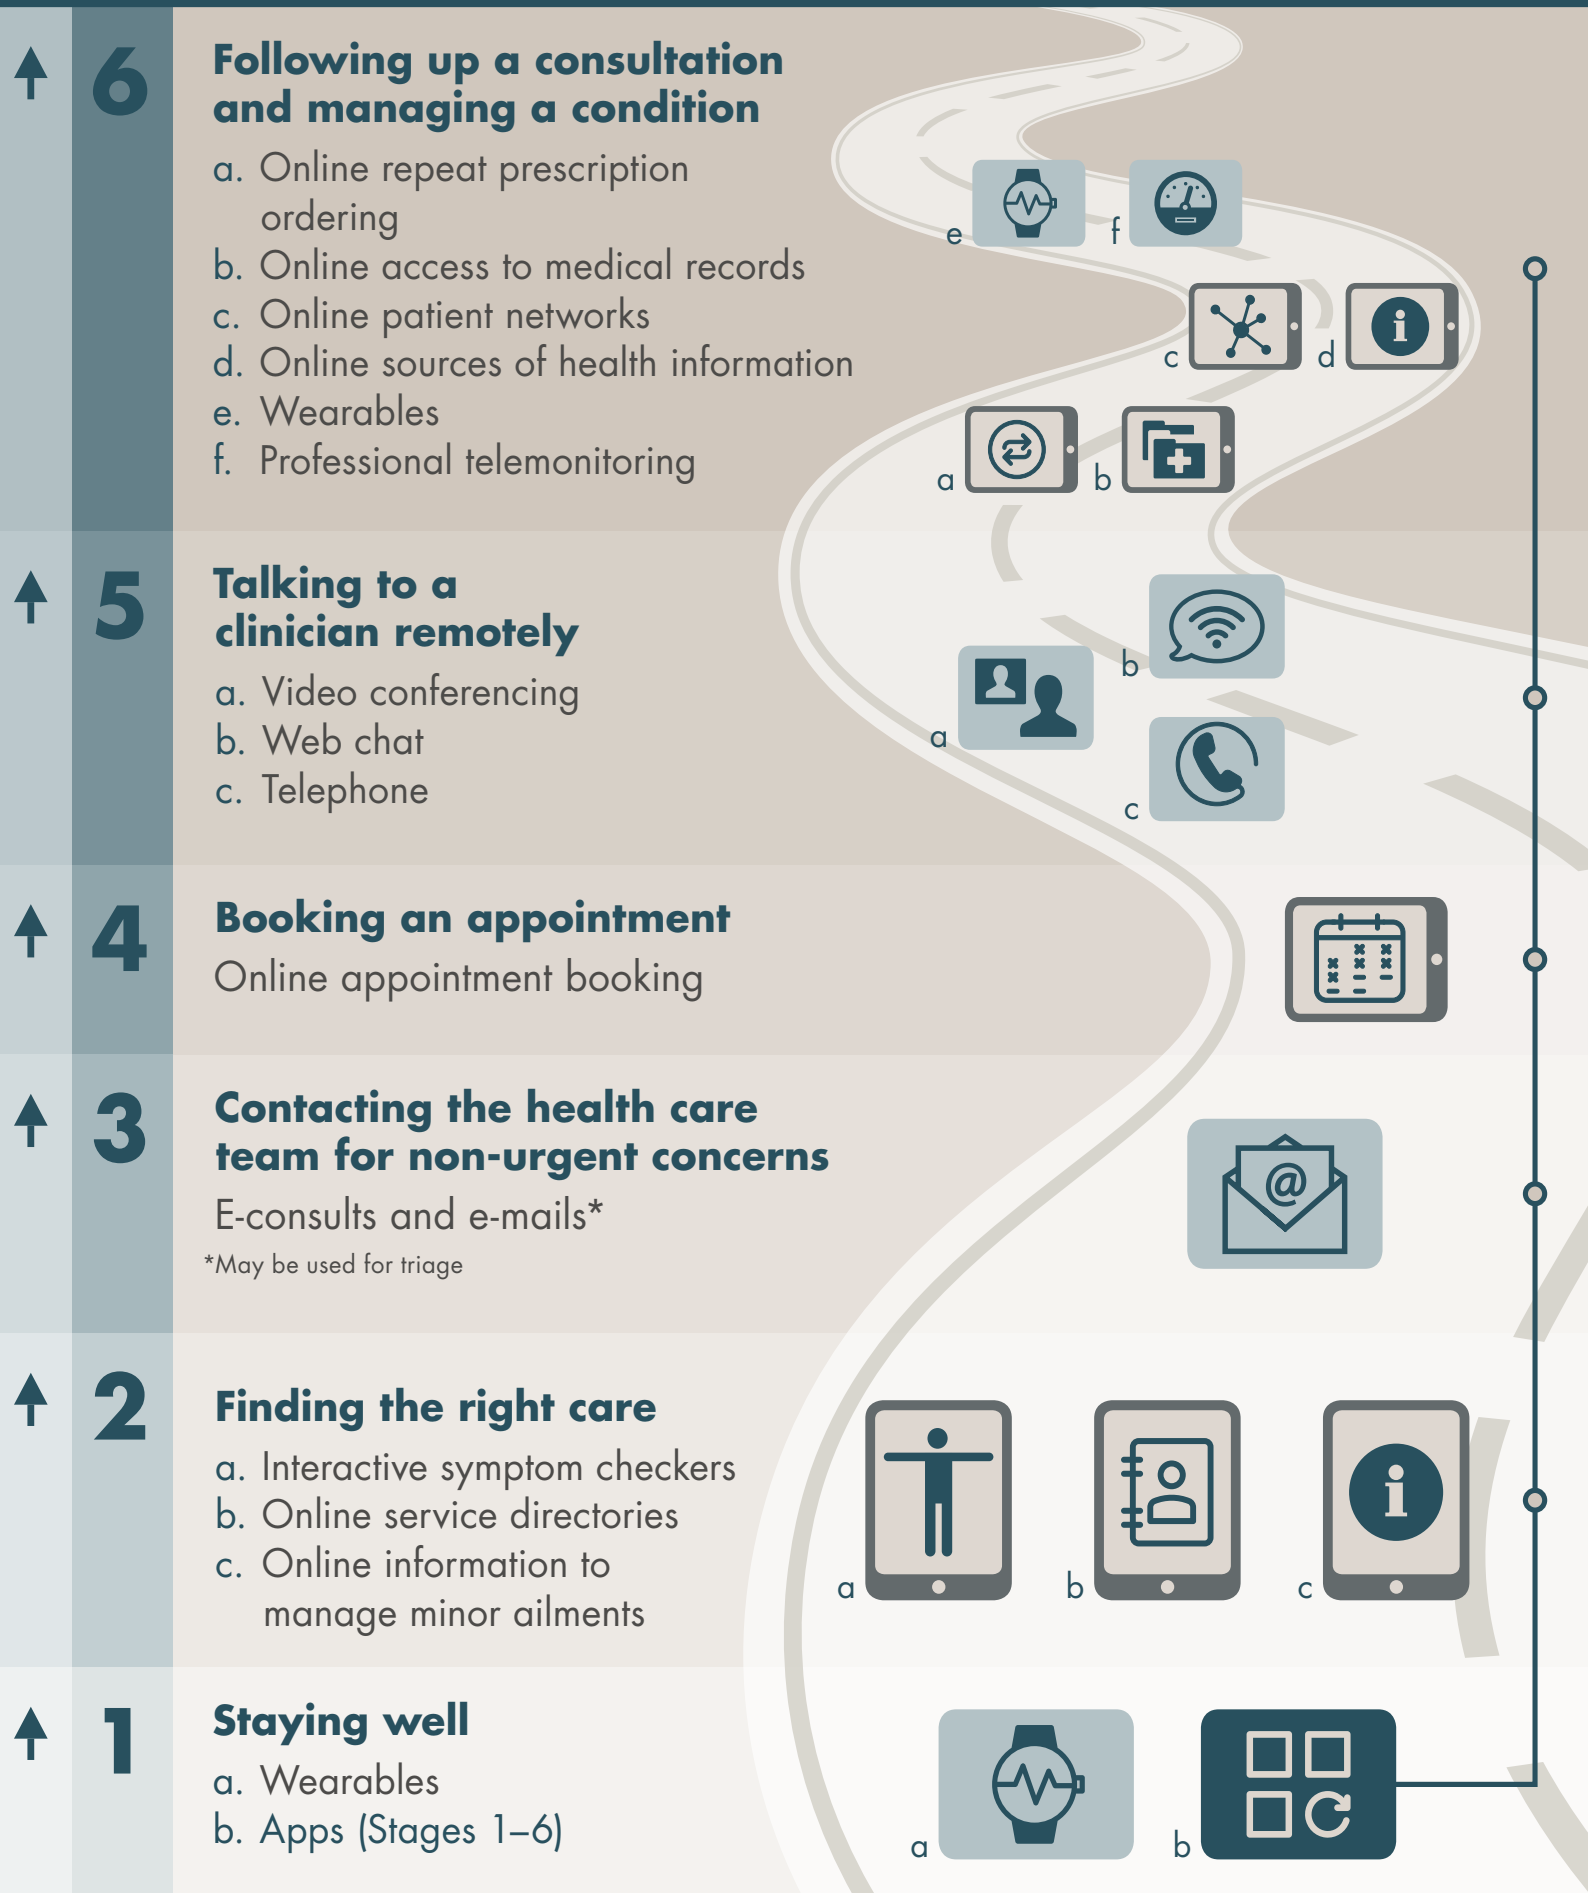 6
Following up a consultation
and managing a condition
a. Online repeat prescription
ordering
b. Online access to medical records
c. Online patient networks
d. Online sources of health information
e. Wearables
f. Professional telemonitoring
e
f
c
d
i
a
b
5
Talking to a
clinician remotely
a. Video conferencing
b. Web chat
c. Telephone
b
a
c
4
Booking an appointment
Online appointment booking
3
Contacting the health care
team for non-urgent concerns
E-consults and e-mails*
*May be used for triage
@
2
Finding the right care
a. Interactive symptom checkers
b. Online service directories
c. Online information to
manage minor ailments
a
b
c
i
1
Staying well
a. Wearables
b. Apps (Stages 1–6)
a
b